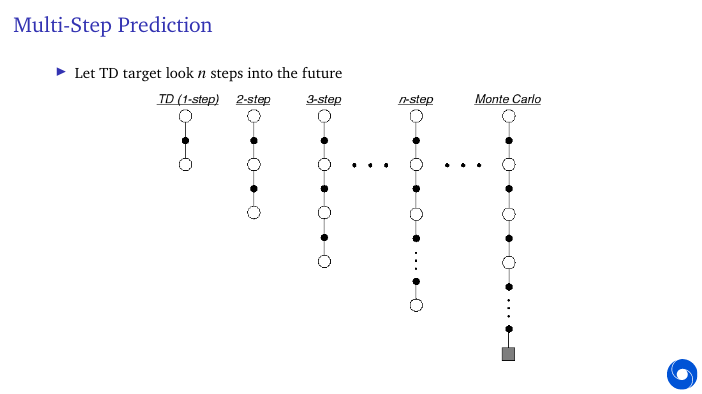 Multi-Step Prediction
▶ Let TD target look n steps into the future
TD (1-step) 2-step 3-step n-step Monte Carlo